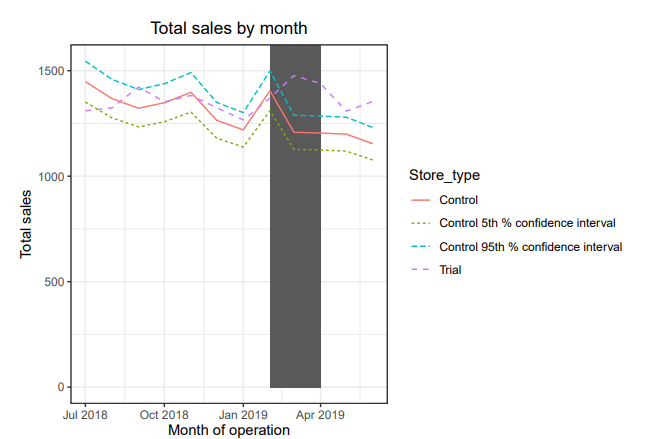 Total sales by month
Total sales
1500
1000
500
0
Jul 2018
Oct 2018
Jan 2019
Apr 2019
Month of operation
Store_type
Control
Control 5th % confidence interval
Control 95th % confidence interval
Trial